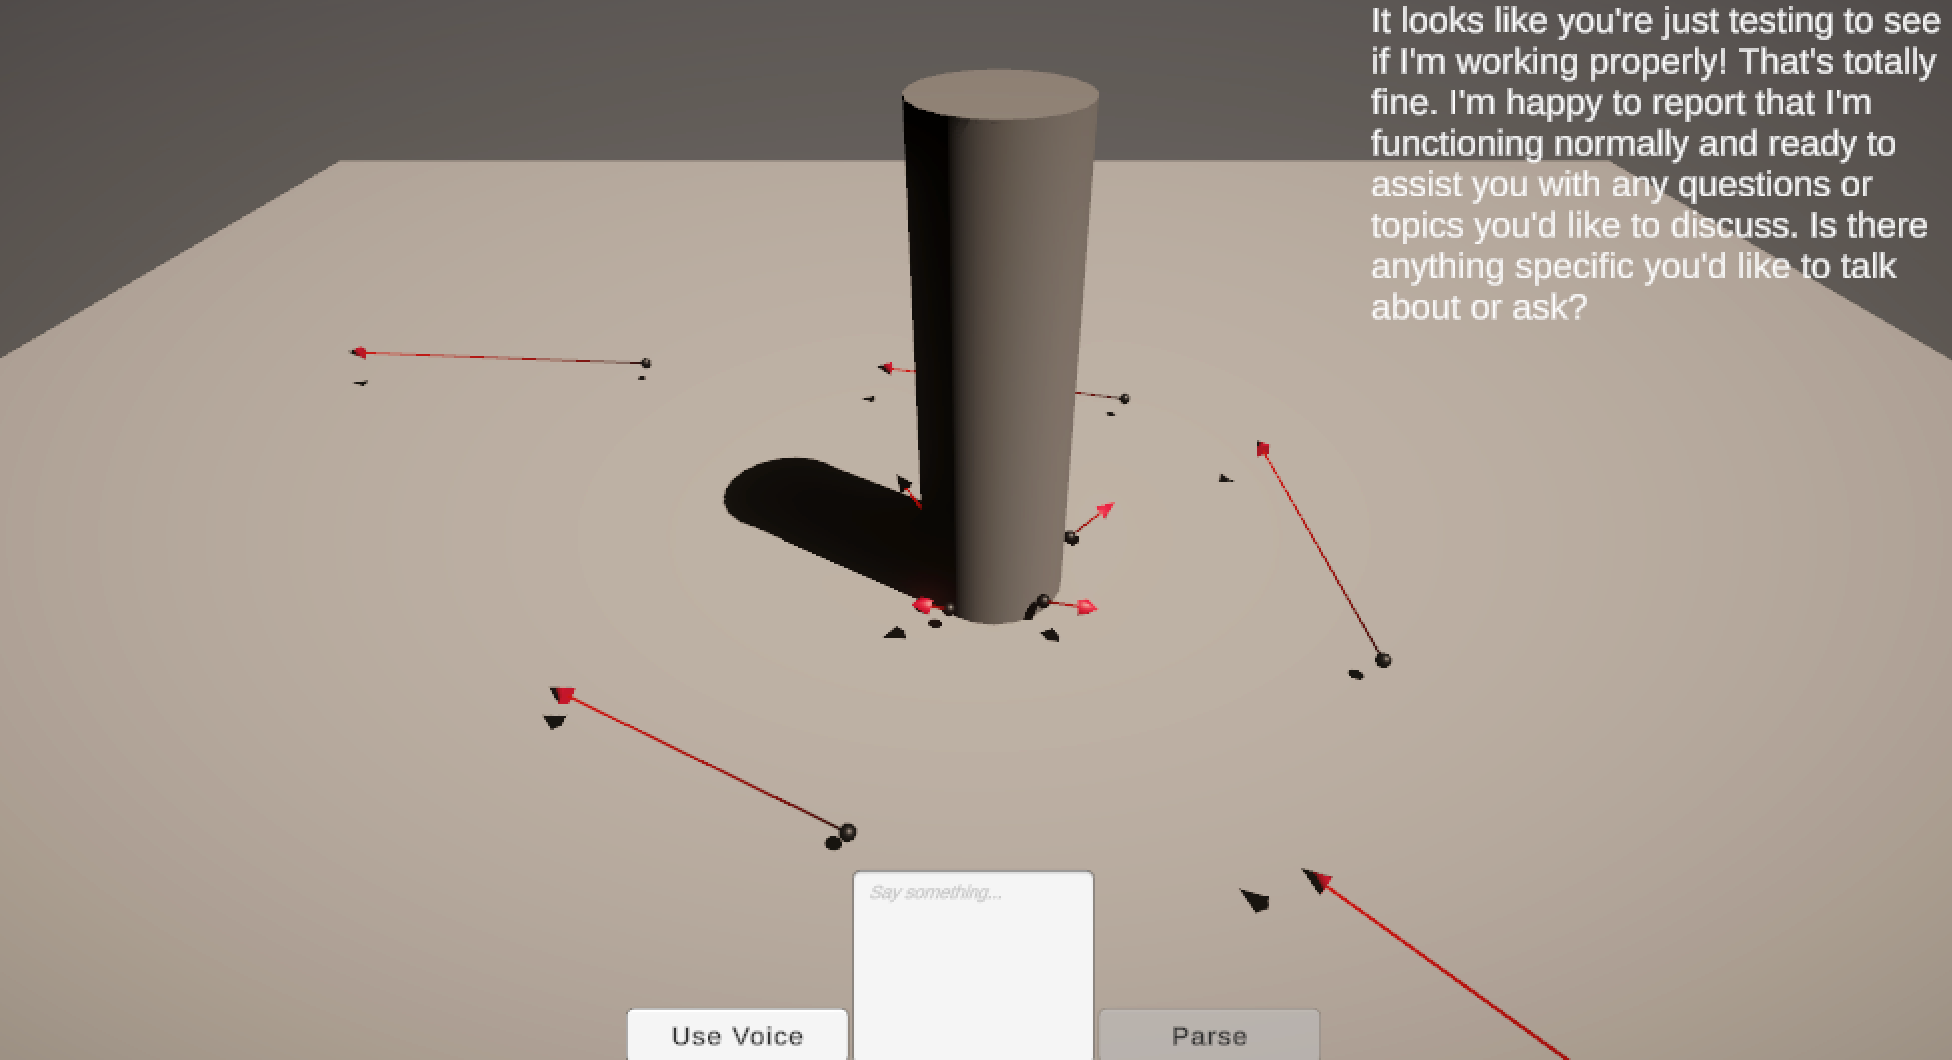 It looks like you're just testing to see
if I'm working properly! That's totally
fine. I'm happy to report that I'm
functioning normally and ready to
assist you with any questions or
topics you'd like to discuss. Is there
anything specific you'd like to talk
about or ask?
Say something...
Use Voice
Parse